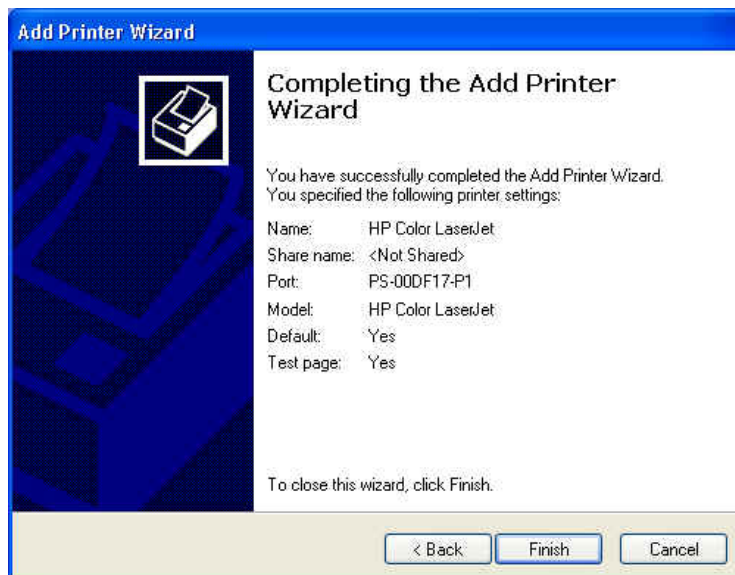 Add Printer Wizard
Completing the Add Printer
Wizard
You have successfully completed the Add Printer Wizard.
You specified the following printer settings:
Name: HP Color LaserJet
Share name: <Not Shared>
Port: PS-00DF17-P1
Model: HP Color LaserJet
Default: Yes
Test page: Yes
To close this wizard, click Finish.
< Back Finish Cancel